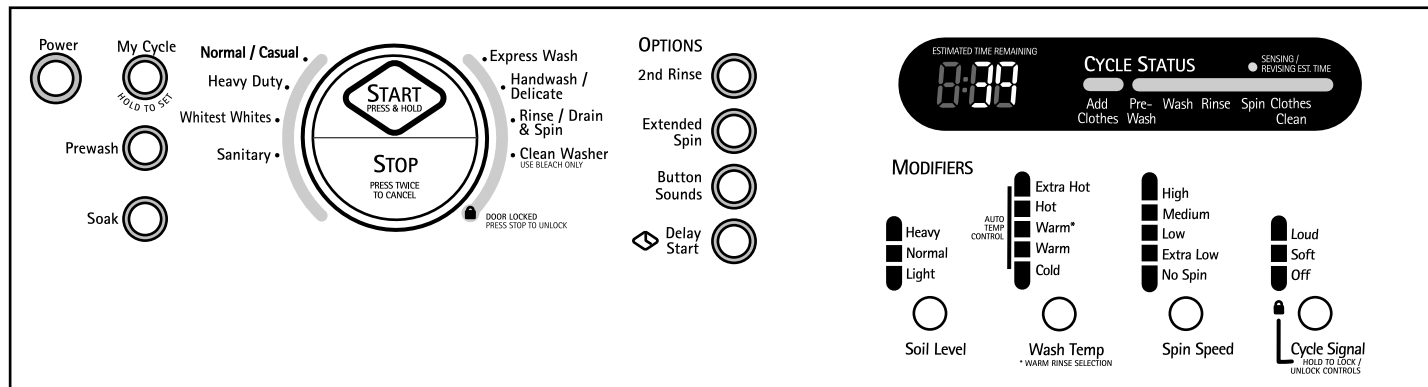 Power
My Cycle
HOLD TO SET
Prewash
Soak
Normal / Casual
Heavy Duty
Whitest Whites
Sanitary
START
PRESS & HOLD
STOP
PRESS TWICE
TO CANCEL
Express Wash
Handwash /
Delicate
Rinse / Drain
& Spin
Clean Washer
USE BLEACH ONLY
DOOR LOCKED
PRESS STOP TO UNLOCK
OPTIONS
2nd Rinse
Extended
Spin
Button
Sounds
Delay
Start
ESTIMATED TIME REMAINING
39
CYCLE STATUS
SENSING /
REVISING EST. TIME
Add
Clothes
Pre-
Wash
Wash
Rinse
Spin
Clothes
Clean
MODIFIERS
Heavy
Normal
Light
Soil Level
AUTO
TEMP
CONTROL
Extra Hot
Hot
Warm*
Warm
Cold
Wash Temp
* WARM RINSE SELECTION
High
Medium
Low
Extra Low
No Spin
Spin Speed
Loud
Soft
Off
Cycle Signal
HOLD TO LOCK /
UNLOCK CONTROLS